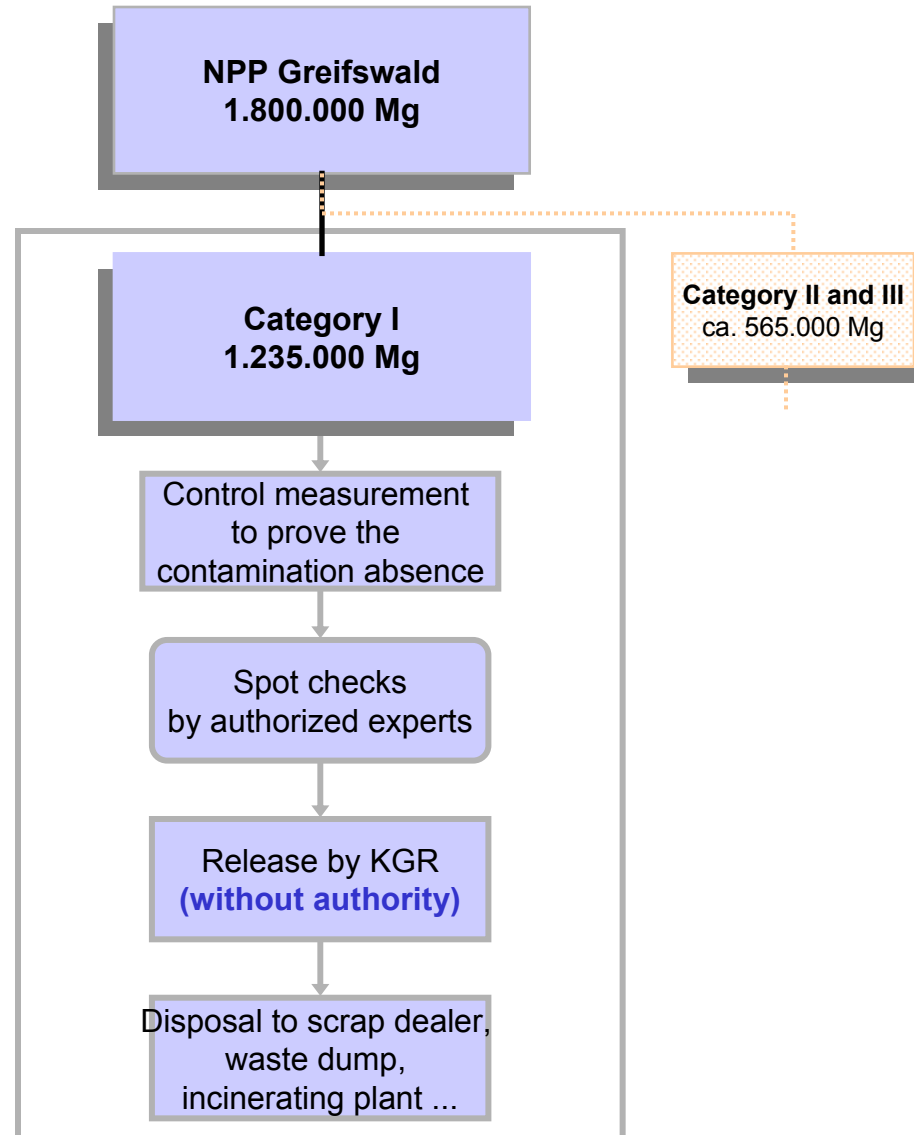 NPP Greifswald
1.800.000 Mg
Category I
1.235.000 Mg
Category II and III
ca. 565.000 Mg
Control measurement
to prove the
contamination absence
Spot checks
by authorized experts
Release by KGR
(without authority)
Disposal to scrap dealer,
waste dump,
incinerating plant ...